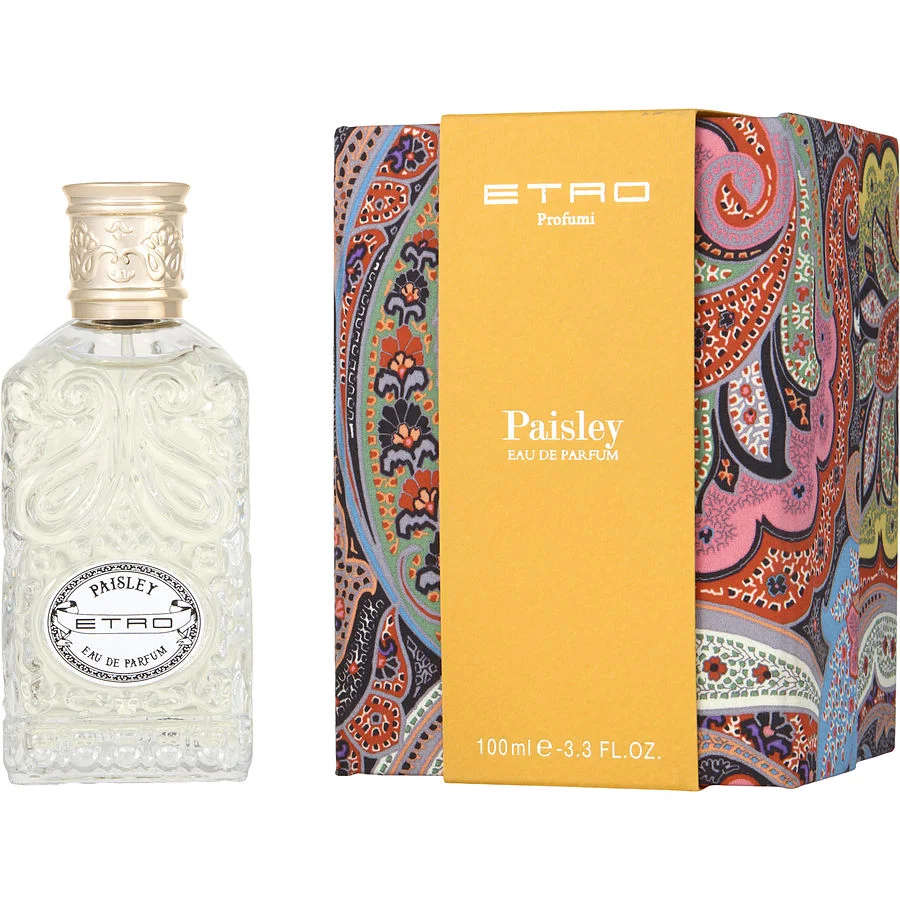 PAISLEY
ETRO
EAU DE PARFUM
ETRO
Profumi
Paisley
EAU DE PARFUM
100ml ℮-3.3 FL.OZ.